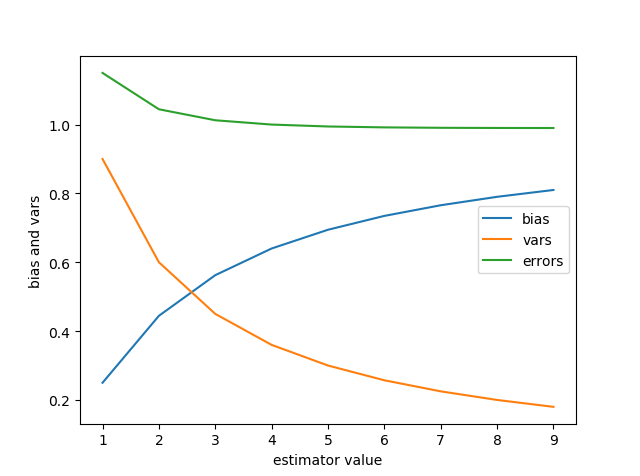 1.0
0.8
0.6
0.4
0.2
bias and vars
bias
vars
errors
1 2 3 4 5 6 7 8 9
estimator value